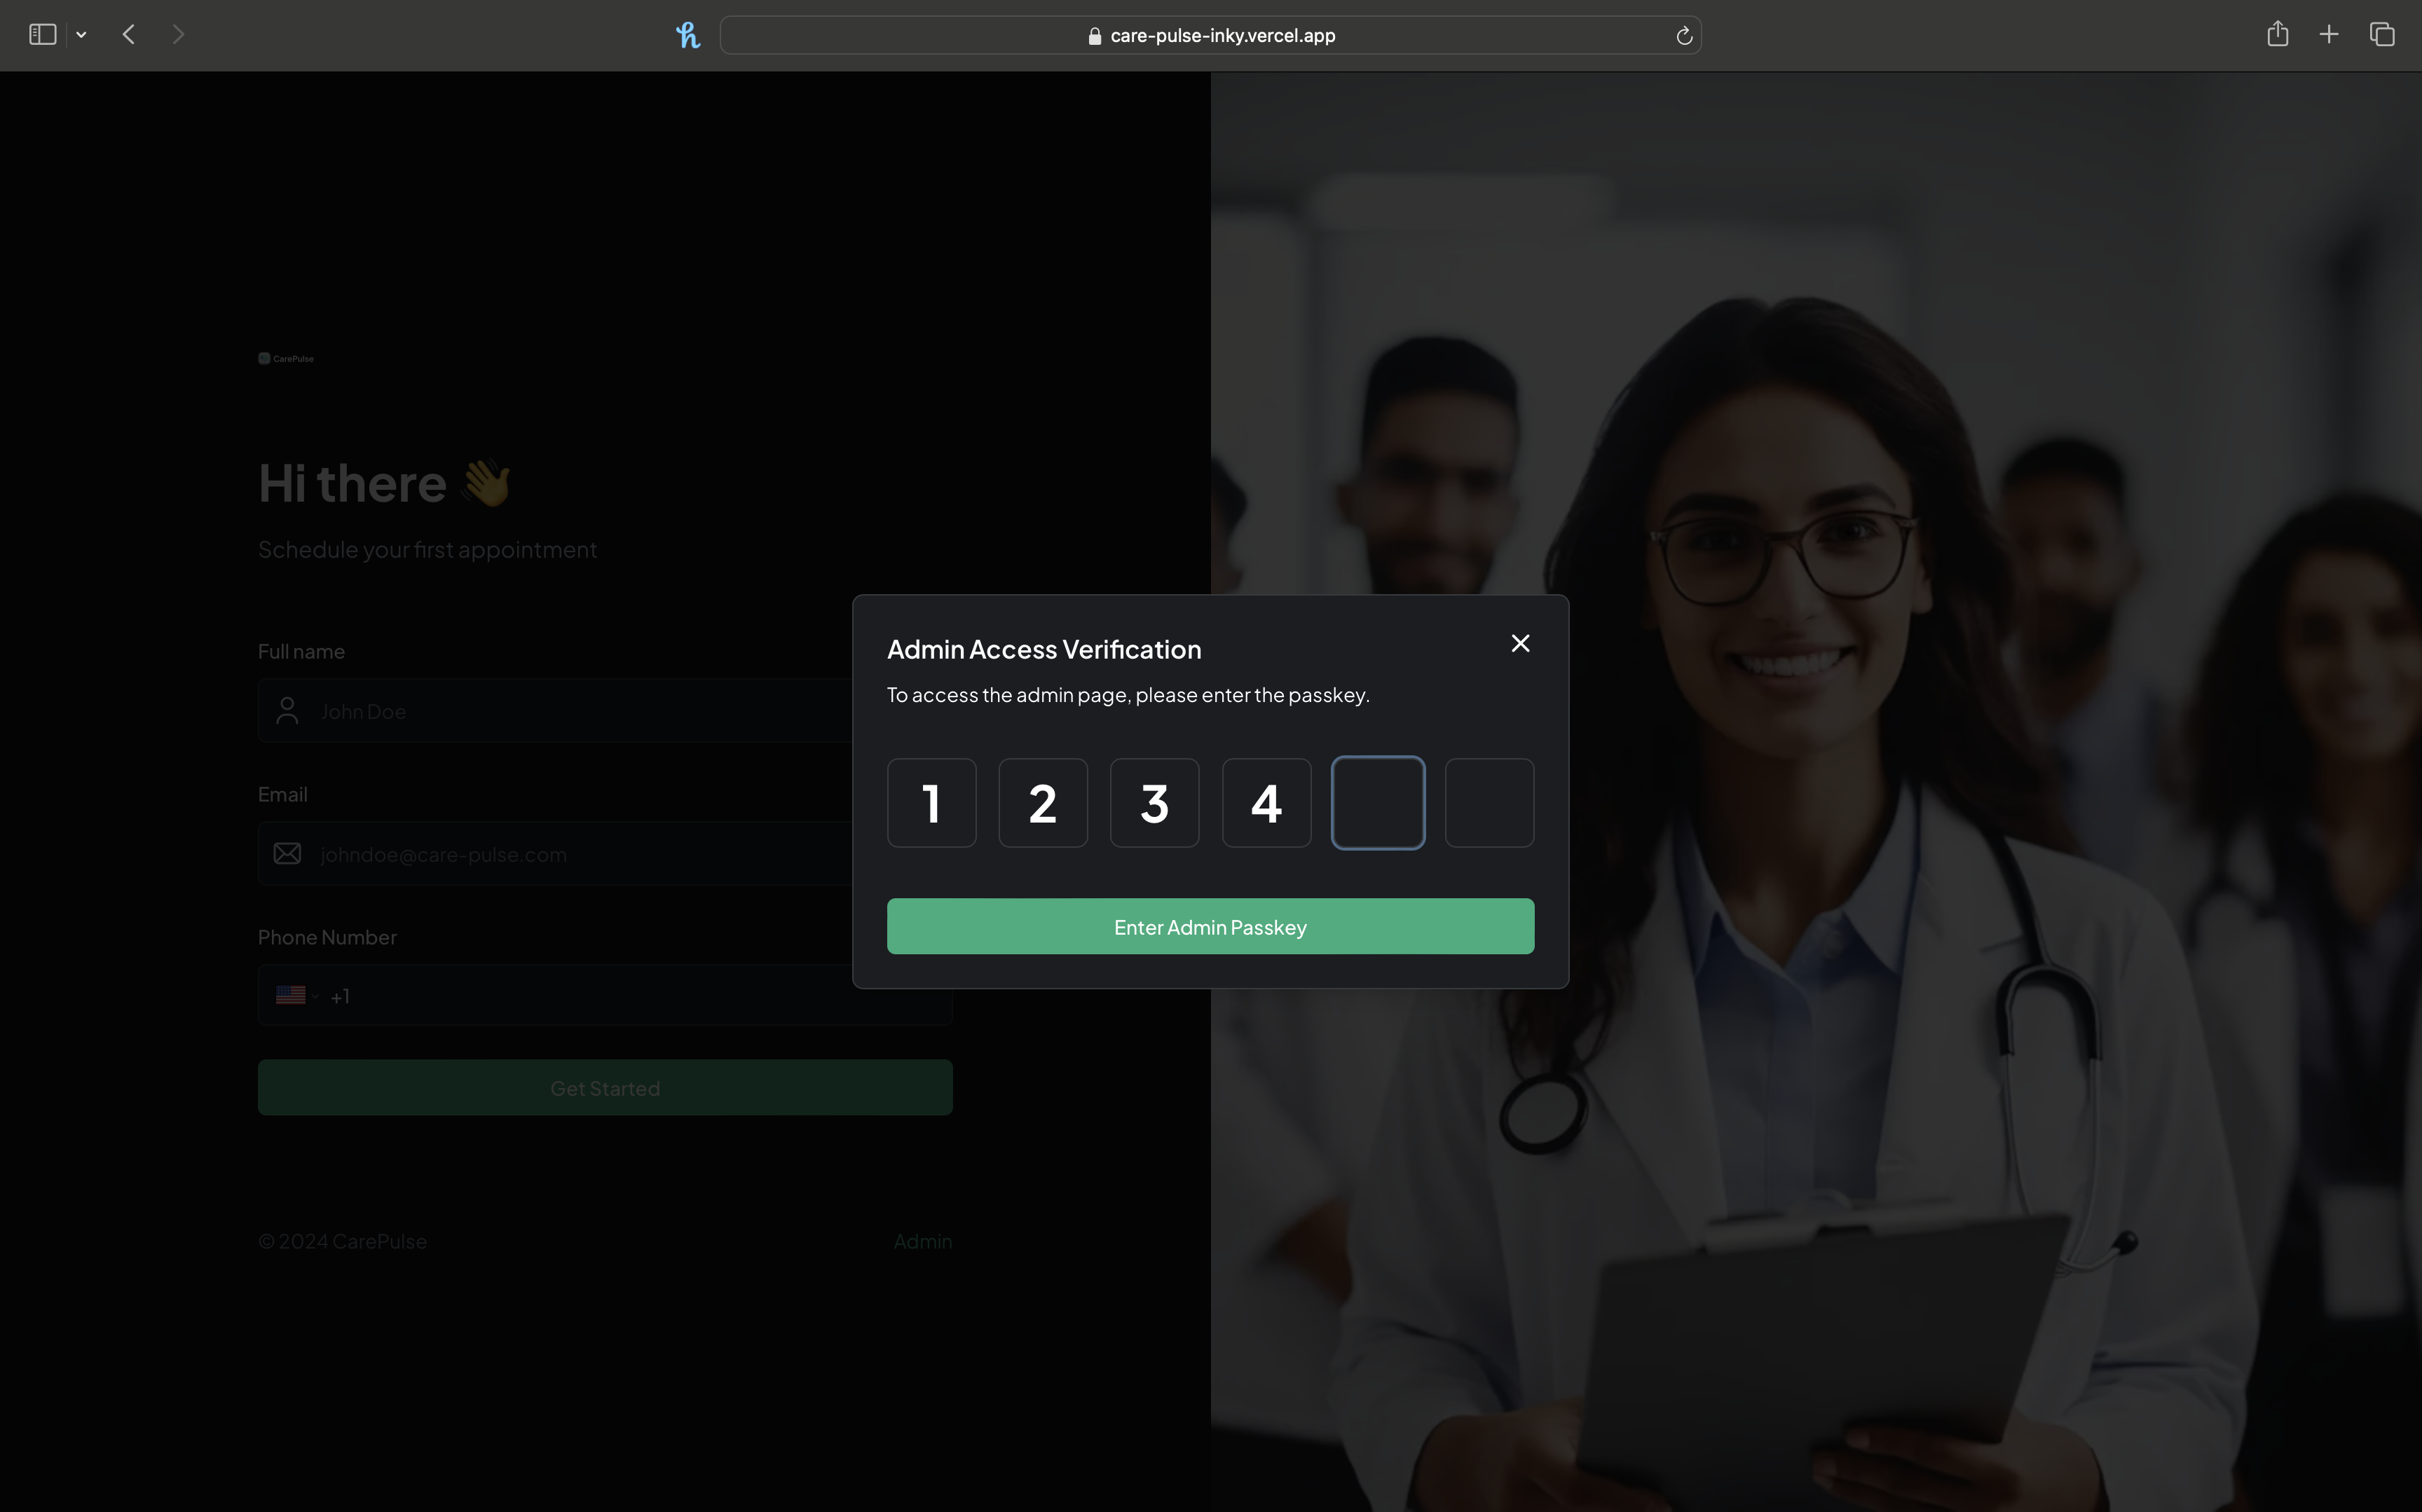 care-pulse-inky.vercel.app
CarePulse
Hi there 👋
Schedule your first appointment
Full name
John Doe
Email
johndoe@care-pulse.com
Phone Number
+1
Get Started
© 2024 CarePulse
Admin
Admin Access Verification
To access the admin page, please enter the passkey.
1 2 3 4
Enter Admin Passkey